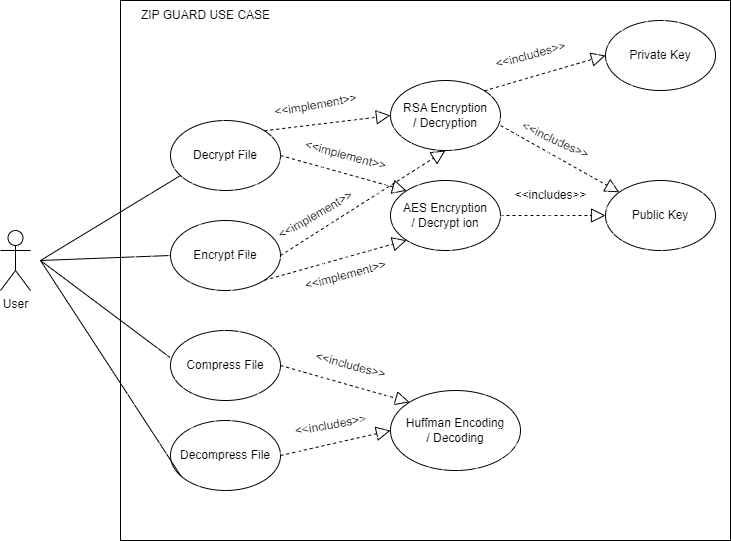 ZIP GUARD USE CASE
<<includes>>
Private Key
<<implement>>
RSA Encryption
/ Decryption
Decrypt File
<<implement>>
<<includes>>
<<implement>>
AES Encryption
/ Decrypt ion
<<includes>>
Public Key
Encrypt File
<<implement>>
User
Compress File
<<includes>>
Huffman Encoding
/ Decoding
<<includes>>
Decompress File